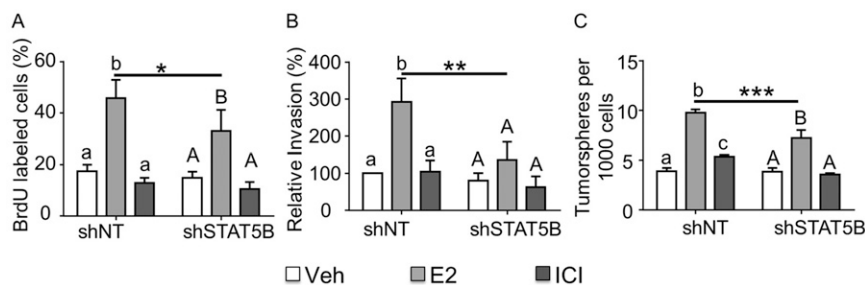 A
BrdU labeled cells (%)
60
40
20
0
a
b
a
*
A
B
A
shNT
shSTAT5B
B
Relative Invasion (%)
400
300
200
100
0
a
b
a
**
A
A
A
shNT
shSTAT5B
C
Tumorspheres per
1000 cells
15
10
5
0
a
b
c
***
A
B
A
shNT
shSTAT5B
Veh
E2
ICI